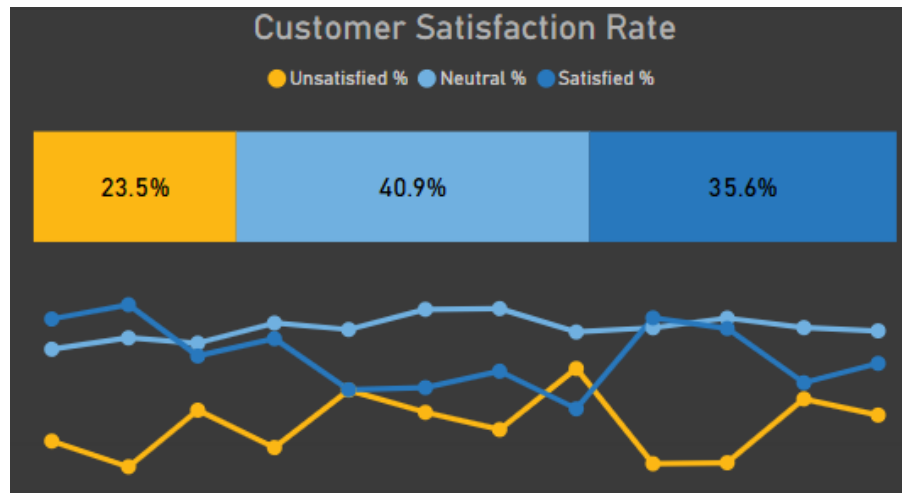 Customer Satisfaction Rate
Unsatisfied % Neutral % Satisfied %
23.5% 40.9% 35.6%